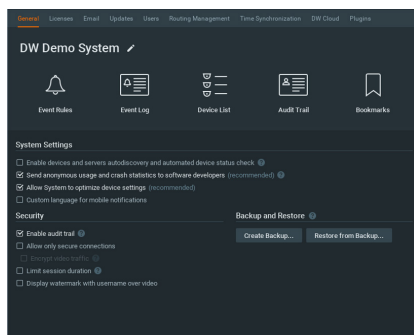 General Licenses Email Updates Users Routing Management Time Synchronization DW Cloud Plugins
DW Demo System
Event Rules Event Log Device List Audit Trail Bookmarks
System Settings
Enable devices and servers autodiscovery and automated device status check ?
Send anonymous usage and crash statistics to software developers (recommended) ?
Allow System to optimize device settings (recommended)
Custom language for mobile notifications
Security Backup and Restore ?
Enable audit trail ? Create Backup... Restore from Backup...
Allow only secure connections
Encrypt video traffic ?
Limit session duration ?
Display watermark with username over video